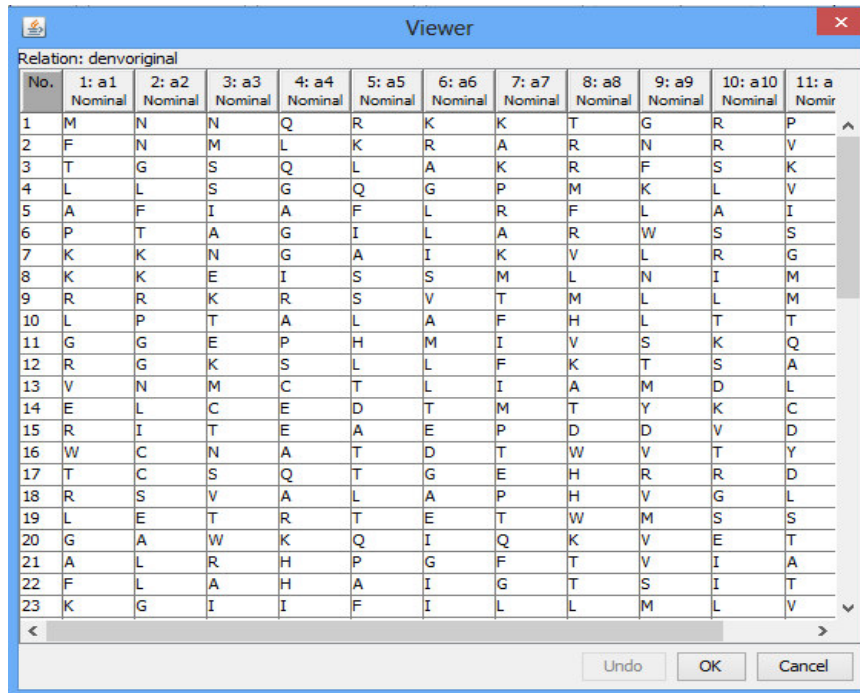 Viewer
Relation: denvoriginal
No. 1: a1 2: a2 3: a3 4: a4 5: a5 6: a6 7: a7 8: a8 9: a9 10: a10 11: a
Nominal Nominal Nominal Nominal Nominal Nominal Nominal Nominal Nominal Nominal Nomir
1 M N N Q R K K T G R P
2 F N M L K R A R N R V
3 T G S Q L A K R F S K
4 L L S G Q G P M K L V
5 A F I A F L R F L A I
6 P T A G I L A R W S S
7 K K N G A I K V L R G
8 K K E I S S M L N I M
9 R R K R S V T M L L M
10 L P T A L A F H L T T
11 G G E P H M I V S K Q
12 R G K S L L F K T S A
13 V N M C T L I A M D L
14 E L C E D T M T Y K C
15 R I T E A E P D D V D
16 W C N A T D T W V T Y
17 T C S Q T G E H R R D
18 R S V A L A P H V G L
19 L E T R T E T W M S S
20 G A W K Q I Q K V E T
21 A L R H P G F T V I A
22 F L A H A I G T S I T
23 K G I I F I L L M L V
Undo OK Cancel